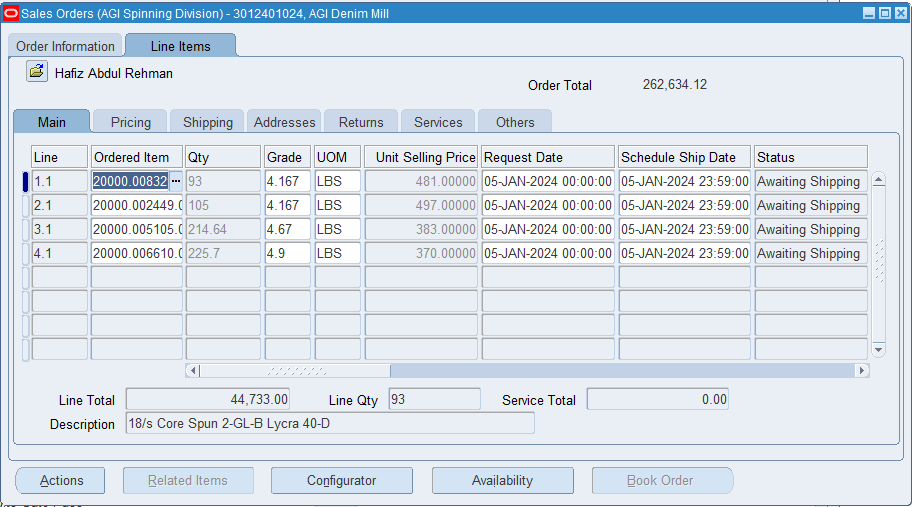 Sales Orders (AGI Spinning Division) - 3012401024, AGI Denim Mill
Order Information Line Items
Hafiz Abdul Rehman
Order Total 262,634.12
Main Pricing Shipping Addresses Returns Services Others
Line Ordered Item Qty Grade UOM Unit Selling Price Request Date Schedule Ship Date Status
1.1 20000.00832 ... 93 4.167 LBS 481.00000 05-JAN-2024 00:00:00 05-JAN-2024 23:59:00 Awaiting Shipping
2.1 20000.002449.0 105 4.167 LBS 497.00000 05-JAN-2024 00:00:00 05-JAN-2024 23:59:00 Awaiting Shipping
3.1 20000.005105.0 214.64 4.67 LBS 383.00000 05-JAN-2024 00:00:00 05-JAN-2024 23:59:00 Awaiting Shipping
4.1 20000.006610.0 225.7 4.9 LBS 370.00000 05-JAN-2024 00:00:00 05-JAN-2024 23:59:00 Awaiting Shipping
Line Total 44,733.00 Line Qty 93 Service Total 0.00
Description 18/s Core Spun 2-GL-B Lycra 40-D
Actions Related Items Configurator Availability Book Order